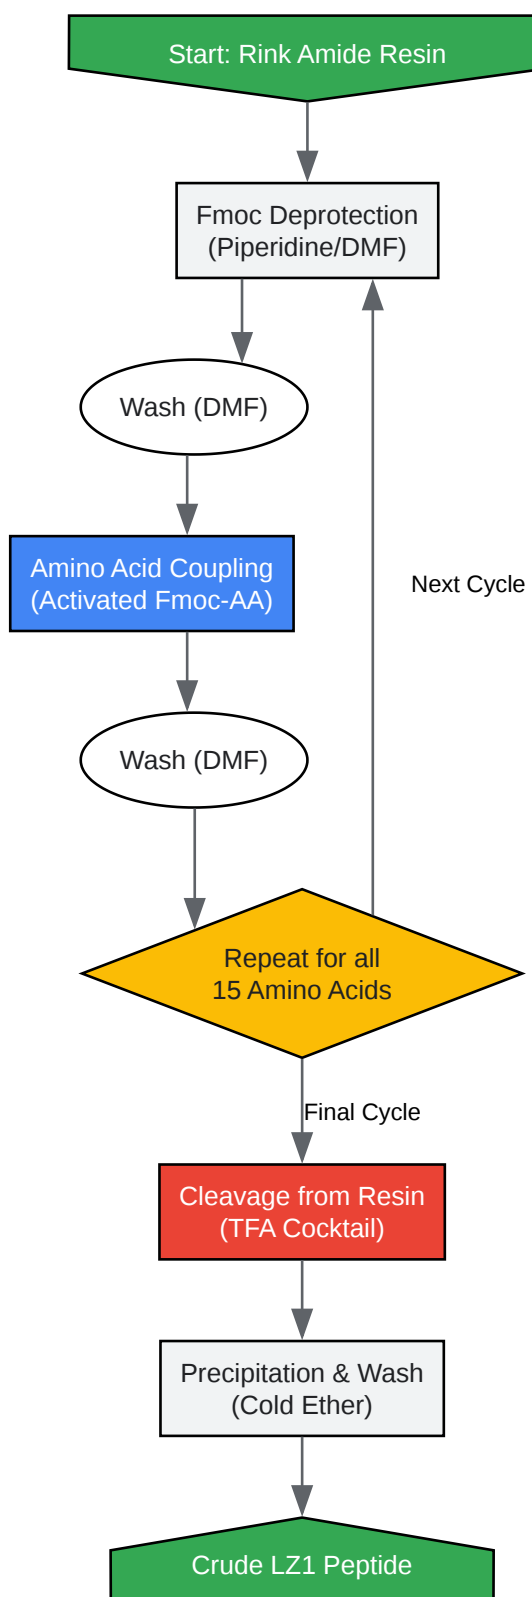 Start: Rink Amide Resin
Fmoc Deprotection
(Piperidine/DMF)
Wash (DMF)
Amino Acid Coupling
(Activated Fmoc-AA)
Next Cycle
Wash (DMF)
Repeat for all
15 Amino Acids
Final Cycle
Cleavage from Resin
(TFA Cocktail)
Precipitation & Wash
(Cold Ether)
Crude LZ1 Peptide